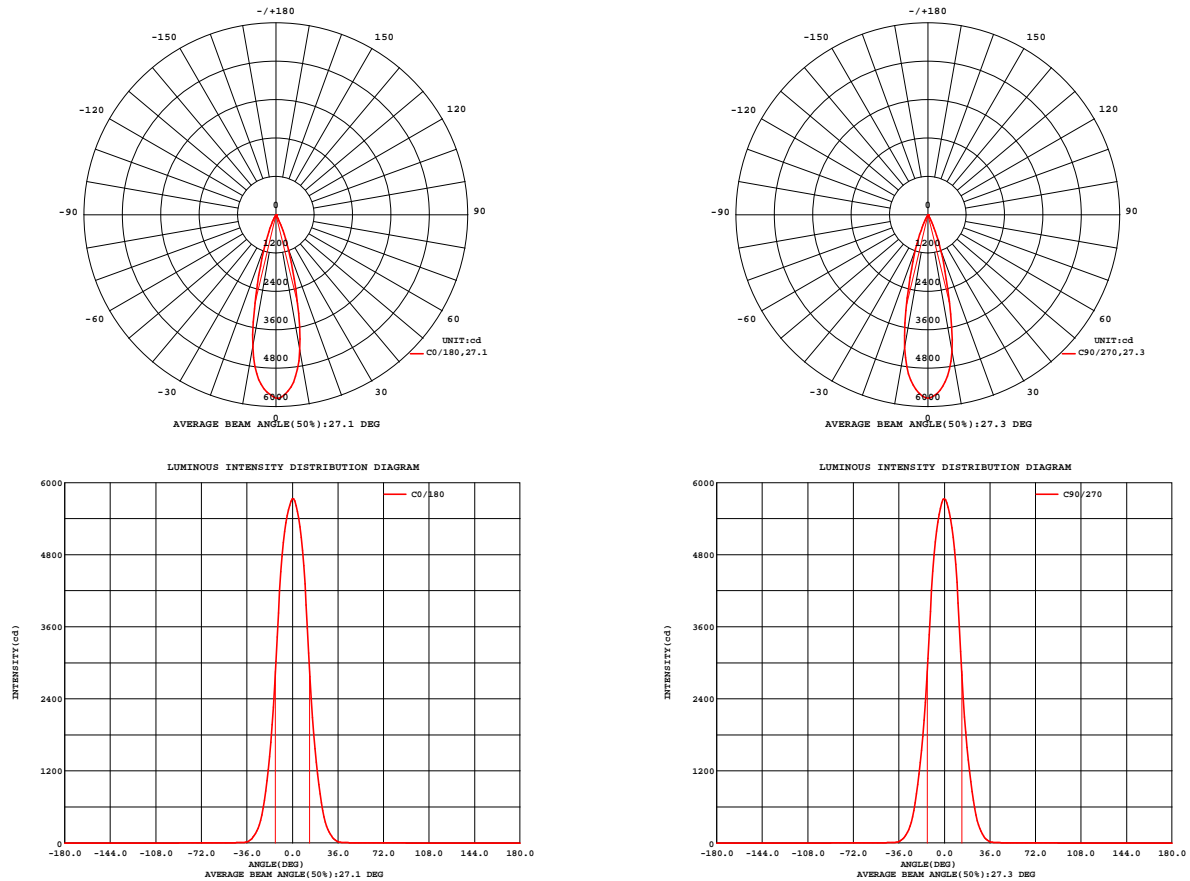 -/+180
-150
150
-120
120
-90
90
-60
60
-30
30
0
0
1200
2400
3600
4800
6000
UNIT:cd
C0/180,27.1
AVERAGE BEAM ANGLE(50%):27.1 DEG
-/+180
-150
150
-120
120
-90
90
-60
60
-30
30
0
0
1200
2400
3600
4800
6000
UNIT:cd
C90/270,27.3
AVERAGE BEAM ANGLE(50%):27.3 DEG
LUMINOUS INTENSITY DISTRIBUTION DIAGRAM
C0/180
INTENSITY(cd)
6000
4800
3600
2400
1200
0
-180.0 -144.0 -108.0 -72.0 -36.0 0.0 36.0 72.0 108.0 144.0 180.0
ANGLE(DEG)
AVERAGE BEAM ANGLE(50%):27.1 DEG
LUMINOUS INTENSITY DISTRIBUTION DIAGRAM
C90/270
INTENSITY(cd)
6000
4800
3600
2400
1200
0
-180.0 -144.0 -108.0 -72.0 -36.0 0.0 36.0 72.0 108.0 144.0 180.0
ANGLE(DEG)
AVERAGE BEAM ANGLE(50%):27.3 DEG